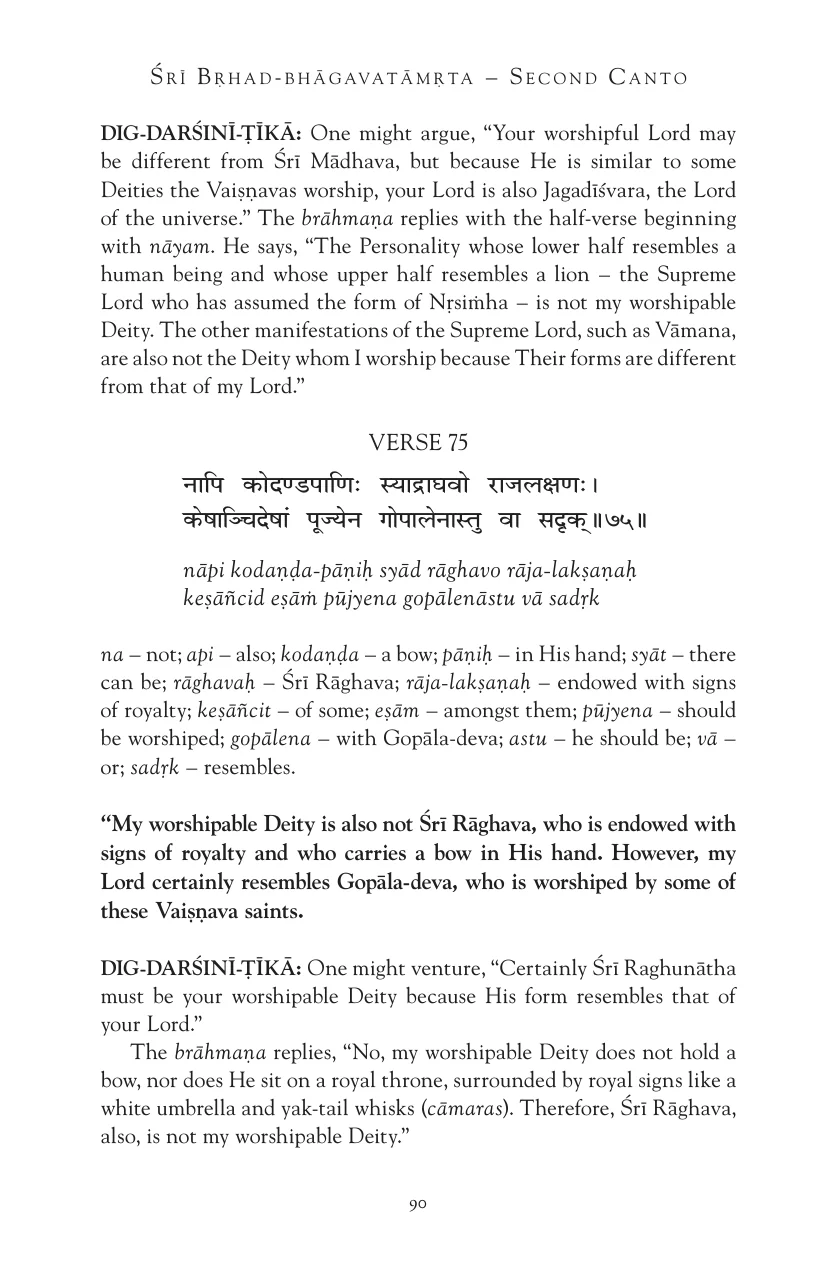 Śrī Bṛhad-bhāgavatāmṛta – Second Canto
DIG-DARŚINĪ-ṬĪKĀ: One might argue, “Your worshipful Lord may
be different from Śrī Mādhava, but because He is similar to some
Deities the Vaiṣṇavas worship, your Lord is also Jagadīśvara, the Lord
of the universe.” The brāhmaṇa replies with the half-verse beginning
with nāyam. He says, “The Personality whose lower half resembles a
human being and whose upper half resembles a lion – the Supreme
Lord who has assumed the form of Nṛsiṁha – is not my worshipable
Deity. The other manifestations of the Supreme Lord, such as Vāmana,
are also not the Deity whom I worship because Their forms are different
from that of my Lord.”
VERSE 75
नापि कोदण्डपाणिः स्याद्राघवो राजलक्षणः।
केषाञ्चिदेषां पूज्येन गोपालेनास्तु वा सदृक्॥७५॥
nāpi kodaṇḍa-pāṇiḥ syād rāghavo rāja-lakṣaṇaḥ
keṣāñcid eṣāṁ pūjyena gopālenāstu vā sadṛk
na – not; api – also; kodaṇḍa – a bow; pāṇiḥ – in His hand; syāt – there
can be; rāghavaḥ – Śrī Rāghava; rāja-lakṣaṇaḥ – endowed with signs
of royalty; keṣāñcit – of some; eṣām – amongst them; pūjyena – should
be worshiped; gopālena – with Gopāla-deva; astu – he should be; vā –
or; sadṛk – resembles.
“My worshipable Deity is also not Śrī Rāghava, who is endowed with
signs of royalty and who carries a bow in His hand. However, my
Lord certainly resembles Gopāla-deva, who is worshiped by some of
these Vaiṣṇava saints.
DIG-DARŚINĪ-ṬĪKĀ: One might venture, “Certainly Śrī Raghunātha
must be your worshipable Deity because His form resembles that of
your Lord.”
The brāhmaṇa replies, “No, my worshipable Deity does not hold a
bow, nor does He sit on a royal throne, surrounded by royal signs like a
white umbrella and yak-tail whisks (cāmaras). Therefore, Śrī Rāghava,
also, is not my worshipable Deity.”
90